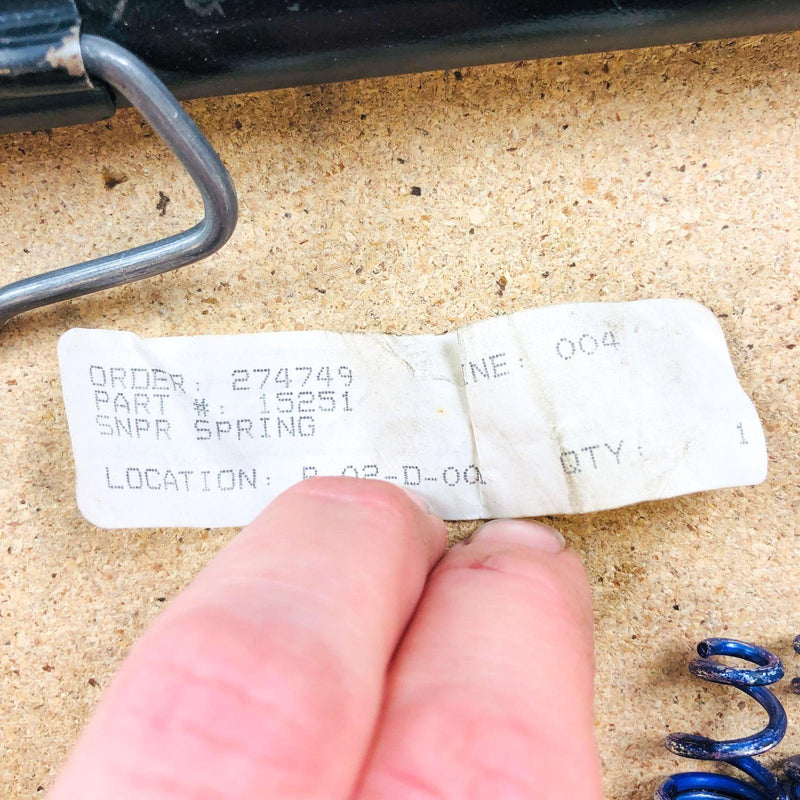 ORDER: 274749 INE: 004
PART #: 15251
SNPR SPRING
LOCATION: QTY: 1